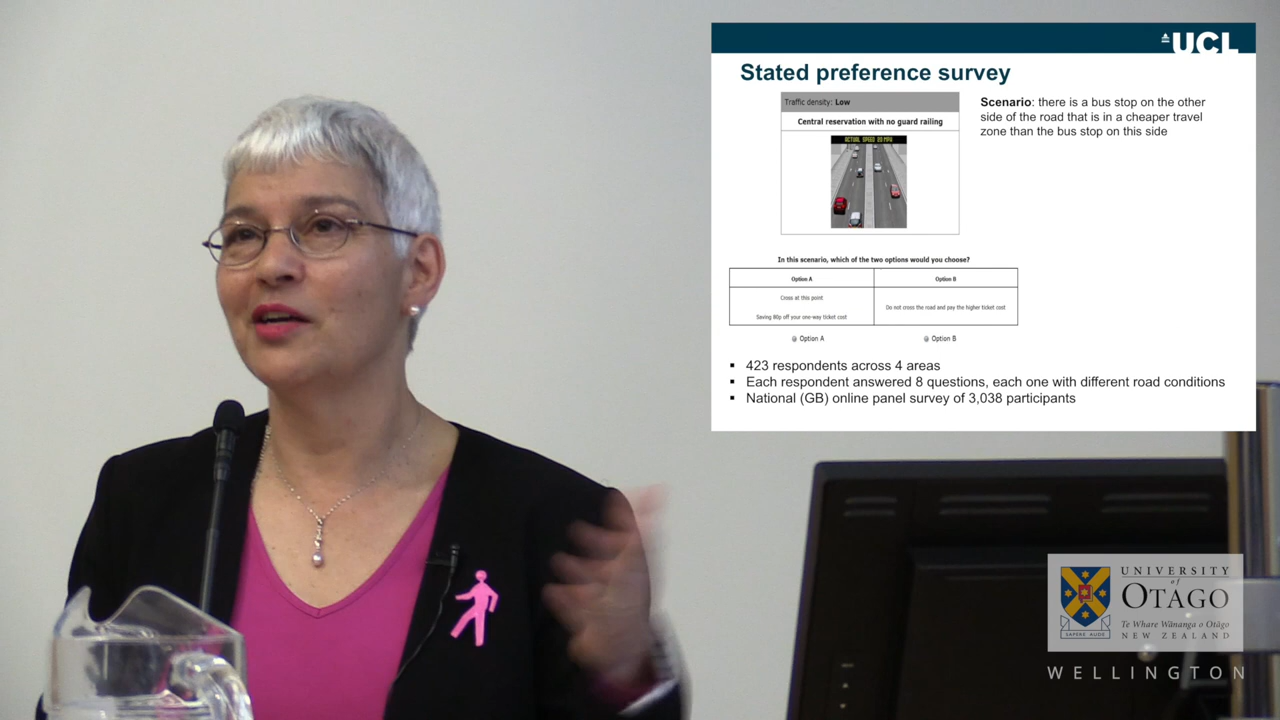 UCL
Stated preference survey
Traffic density: Low
Central reservation with no guard railing
ACTUAL SPEED 20 MPH
Scenario: there is a bus stop on the other
side of the road that is in a cheaper travel
zone than the bus stop on this side
In this scenario, which of the two options would you choose?
Option A
Option B
Cross at this point
Saving 80p off your one-way ticket cost
Do not cross the road and pay the higher ticket cost
Option A
Option B
▪ 423 respondents across 4 areas
▪ Each respondent answered 8 questions, each one with different road conditions
▪ National (GB) online panel survey of 3,038 participants
UNIVERSITY
of
OTAGO
Te Whare Wānanga o Otāgo
NEW ZEALAND
SAPERE AUDE
WELLINGTON